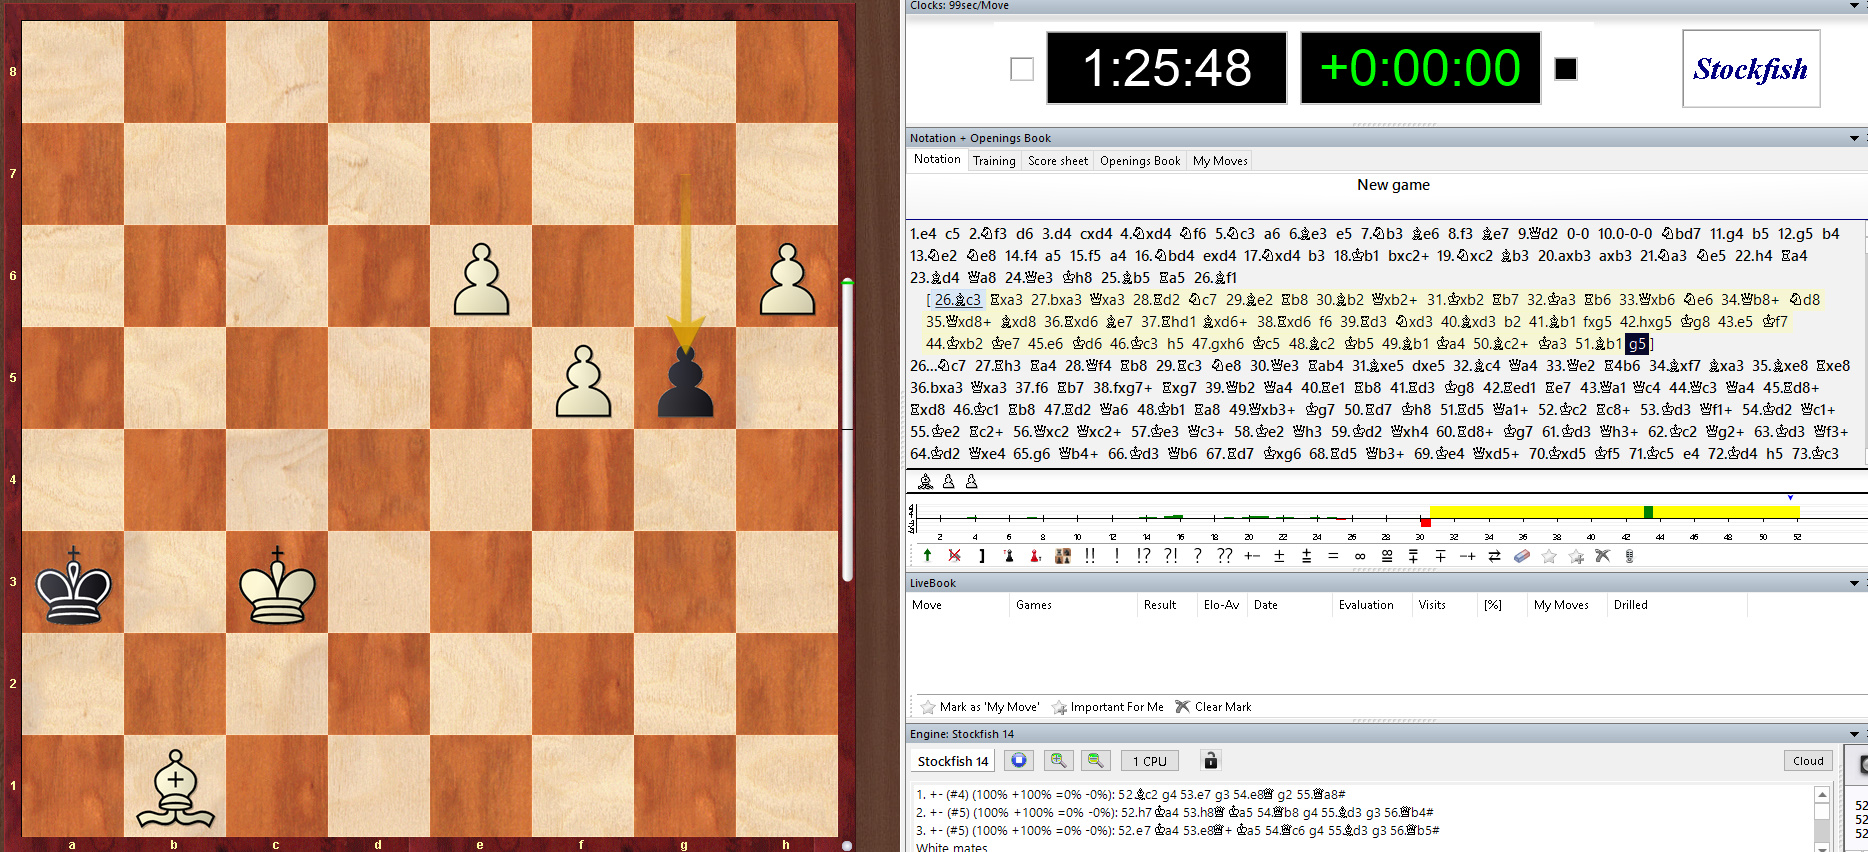 Clocks: 99sec/Move
1:25:48 +0:00:00 Stockfish
Notation + Openings Book
Notation Training Score sheet Openings Book My Moves
New game
1.e4 c5 2.♘f3 d6 3.d4 cxd4 4.♘xd4 ♘f6 5.♘c3 a6 6.♗e3 e5 7.♘b3 ♗e6 8.f3 ♗e7 9.♕d2 0-0 10.0-0-0 ♘bd7 11.g4 b5 12.g5 b4
13.♘e2 ♘e8 14.f4 a5 15.f5 a4 16.♘bd4 exd4 17.♘xd4 b3 18.♔b1 bxc2+ 19.♘xc2 ♗b3 20.axb3 axb3 21.♘a3 ♘e5 22.h4 ♖a4
23.♗d4 ♕a8 24.♕e3 ♔h8 25.♗b5 ♖a5 26.♗f1
[ 26.♗c3 ♖xa3 27.bxa3 ♕xa3 28.♖d2 ♘c7 29.♗e2 ♖b8 30.♗b2 ♕xb2+ 31.♔xb2 ♖b7 32.♔a3 ♖b6 33.♕xb6 ♘e6 34.♕b8+ ♘d8
35.♕xd8+ ♗xd8 36.♖xd6 ♗e7 37.♖hd1 ♗xd6+ 38.♖xd6 f6 39.♖d3 ♘xd3 40.♗xd3 b2 41.♗b1 fxg5 42.hxg5 ♔g8 43.e5 ♔f7
44.♔xb2 ♔e7 45.e6 ♔d6 46.♔c3 h5 47.gxh6 ♔c5 48.♗c2 ♔b5 49.♗b1 ♔a4 50.♗c2+ ♔a3 51.♗b1 g5 ]
26...♘c7 27.♖h3 ♖a4 28.♕f4 ♖b8 29.♖c3 ♘e8 30.♕e3 ♖ab4 31.♗xe5 dxe5 32.♗c4 ♕a4 33.♕e2 ♖4b6 34.♗xf7 ♗xa3 35.♗xe8 ♖xe8
36.bxa3 ♕xa3 37.f6 ♖b7 38.fxg7+ ♖xg7 39.♕b2 ♕a4 40.♖e1 ♖b8 41.♖d3 ♔g8 42.♖ed1 ♖e7 43.♕a1 ♕c4 44.♕c3 ♕a4 45.♖d8+
♖xd8 46.♔c1 ♖b8 47.♖d2 ♕a6 48.♔b1 ♖a8 49.♕xb3+ ♔g7 50.♖d7 ♔h8 51.♖d5 ♕a1+ 52.♔c2 ♖c8+ 53.♔d3 ♕f1+ 54.♔d2 ♕c1+
55.♔e2 ♖c2+ 56.♕xc2 ♕xc2+ 57.♔e3 ♕c3+ 58.♔e2 ♕h3 59.♔d2 ♕xh4 60.♖d8+ ♔g7 61.♔d3 ♕h3+ 62.♔c2 ♕g2+ 63.♔d3 ♕f3+
64.♔d2 ♕xe4 65.g6 ♕b4+ 66.♔d3 ♕b6 67.♖d7 ♔xg6 68.♖d5 ♕b3+ 69.♔e4 ♕xd5+ 70.♔xd5 ♔f5 71.♔c5 e4 72.♔d4 h5 73.♔c3
2 4 6 8 10 12 14 16 18 20 22 24 26 28 30 32 34 36 38 40 42 44 46 48 50 52
] !! ! !? ?! ? ?? +- ± ⩲ = ∞ ⯹ ∓ ⩱ -+ ⇄
LiveBook
Move Games Result Elo-Av Date Evaluation Visits [%] My Moves Drilled
Mark as 'My Move' Important For Me Clear Mark
Engine: Stockfish 14
Stockfish 14 1 CPU Cloud
1. +- (#4) (100% +100% =0% -0%): 52.♗c2 g4 53.e7 g3 54.e8♕ g2 55.♕a8#
2. +- (#5) (100% +100% =0% -0%): 52.h7 ♔a4 53.h8♕ ♔a5 54.♕b8 g4 55.♗d3 g3 56.♕b4#
3. +- (#5) (100% +100% =0% -0%): 52.e7 ♔a4 53.e8♕+ ♔a5 54.♕c6 g4 55.♗d3 g3 56.♕b5#
White mates
52
52
52
8
7
6
5
4
3
2
1
a b c d e f g h